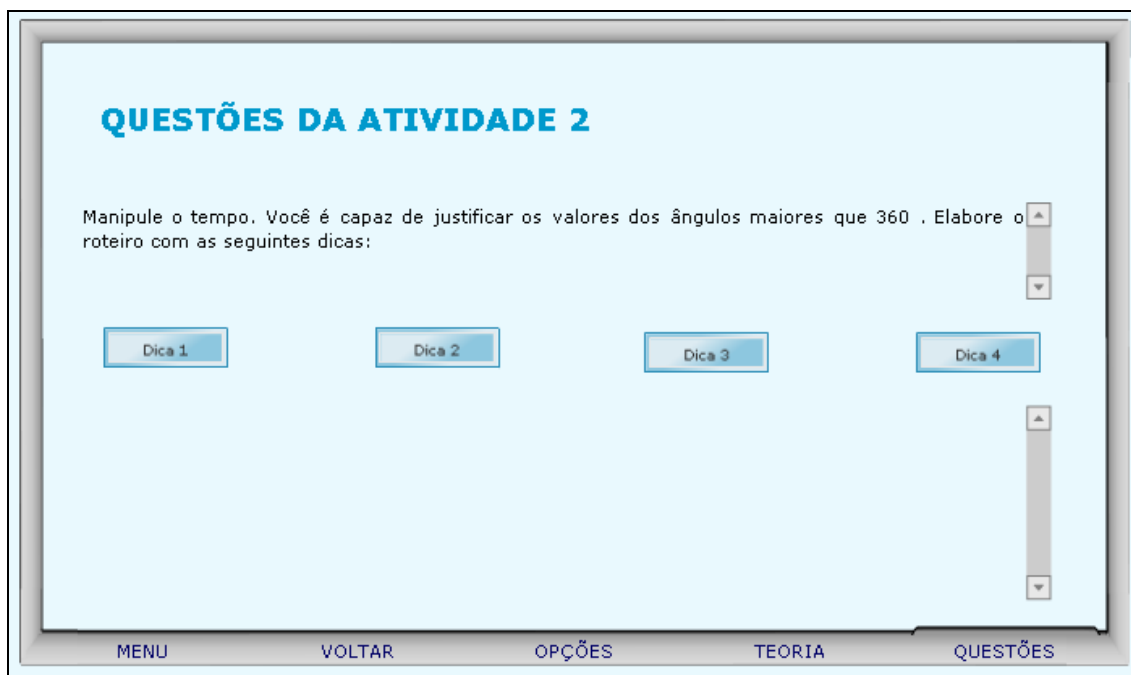 QUESTÕES DA ATIVIDADE 2
Manipule o tempo. Você é capaz de justificar os valores dos ângulos maiores que 360 . Elabore o
roteiro com as seguintes dicas:
Dica 1 Dica 2 Dica 3 Dica 4
MENU VOLTAR OPÇÕES TEORIA QUESTÕES